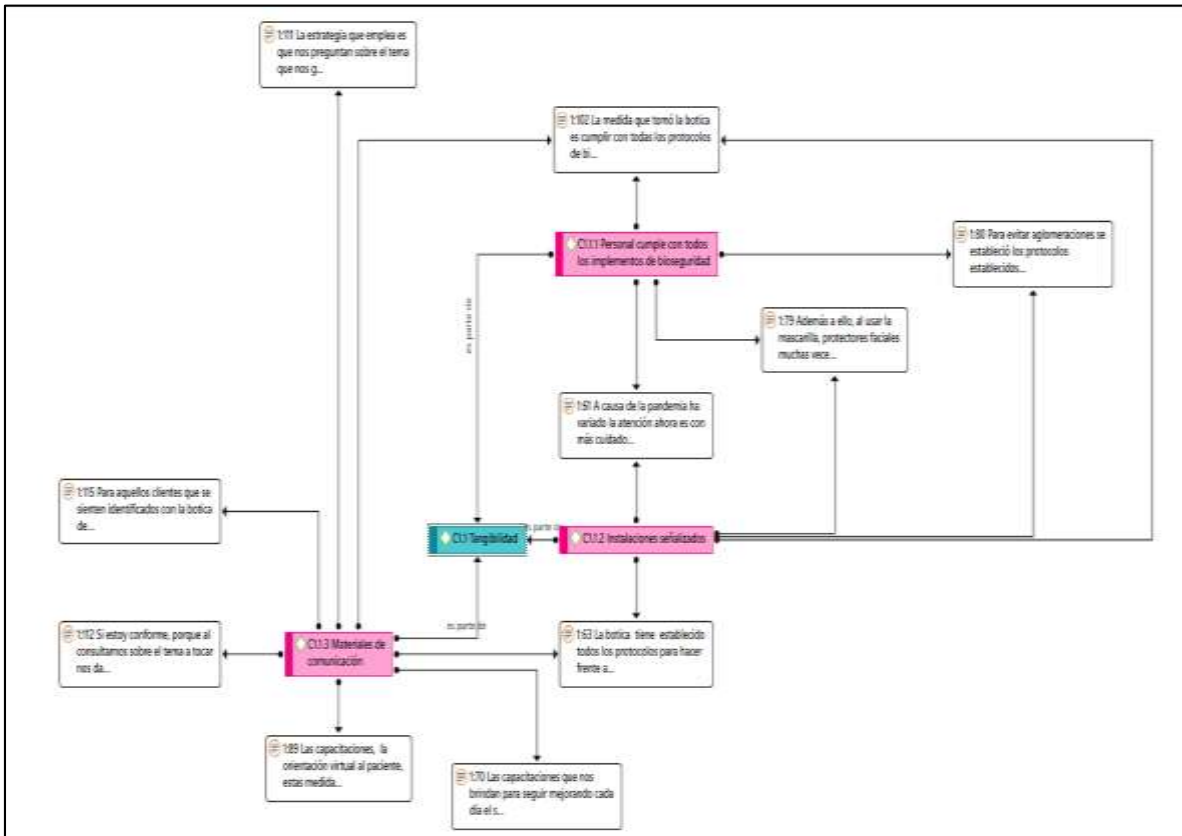 1:111 La estrategia que emplea es
que nos preguntan sobre el tema
que nos g...
1:102 La medida que tomó la botica
es cumplir con todas los protocolos
de bi...
C1.1.1 Personal cumple con todos
los implementos de bioseguridad
1:80 Para evitar aglomeraciones se
estableció los protocolos
establecidos...
es parte de
1:79 Además a ello, al usar la
mascarilla, protectores faciales
muchas vece...
1:61 A causa de la pandemia ha
variado la atención ahora es con
más cuidado...
1:115 Para aquellos clientes que se
sienten identificados con la botica
de...
C1.1 Tangibilidad
es parte de
C1.1.2 Instalaciones señalizados
es parte de
1:112 Si estoy conforme, porque al
consultarnos sobre el tema a tocar
nos da...
C1.1.3 Materiales de
comunicación
1:63 La botica tiene establecido
todos los protocolos para hacer
frente a...
1:89 Las capacitaciones, la
orientación virtual al paciente,
estas medida...
1:70 Las capacitaciones que nos
brindan para seguir mejorando cada
día el s...